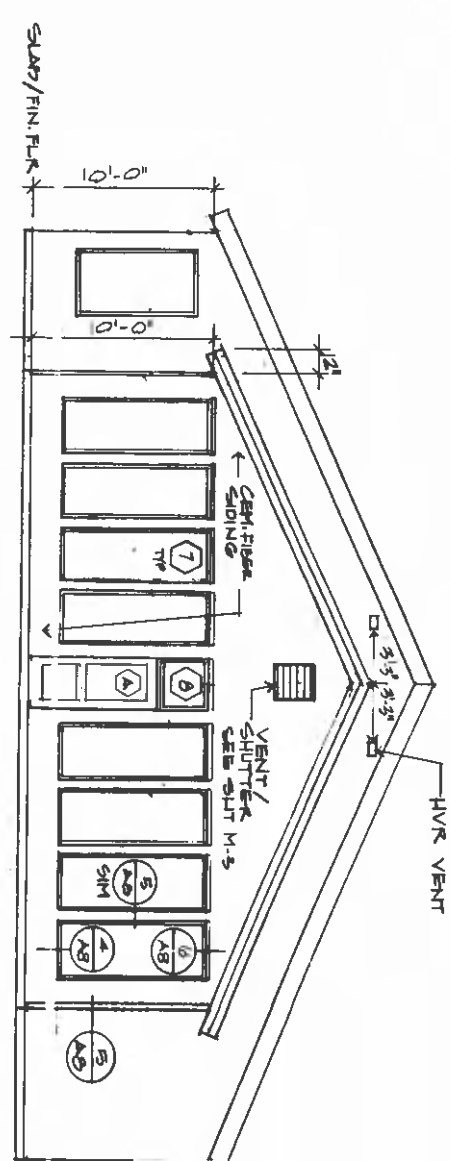 SLAB/FIN. FLR
10'-0"
10'-0"
12"
CEM. FIBER
SIDING
7
TYP
A
B
VENT/
SHUTTER
SEE SHT M-3
3'-3"
3'-3"
HVR VENT
5
A8
SIM
6
A8
4
A8
5
A8